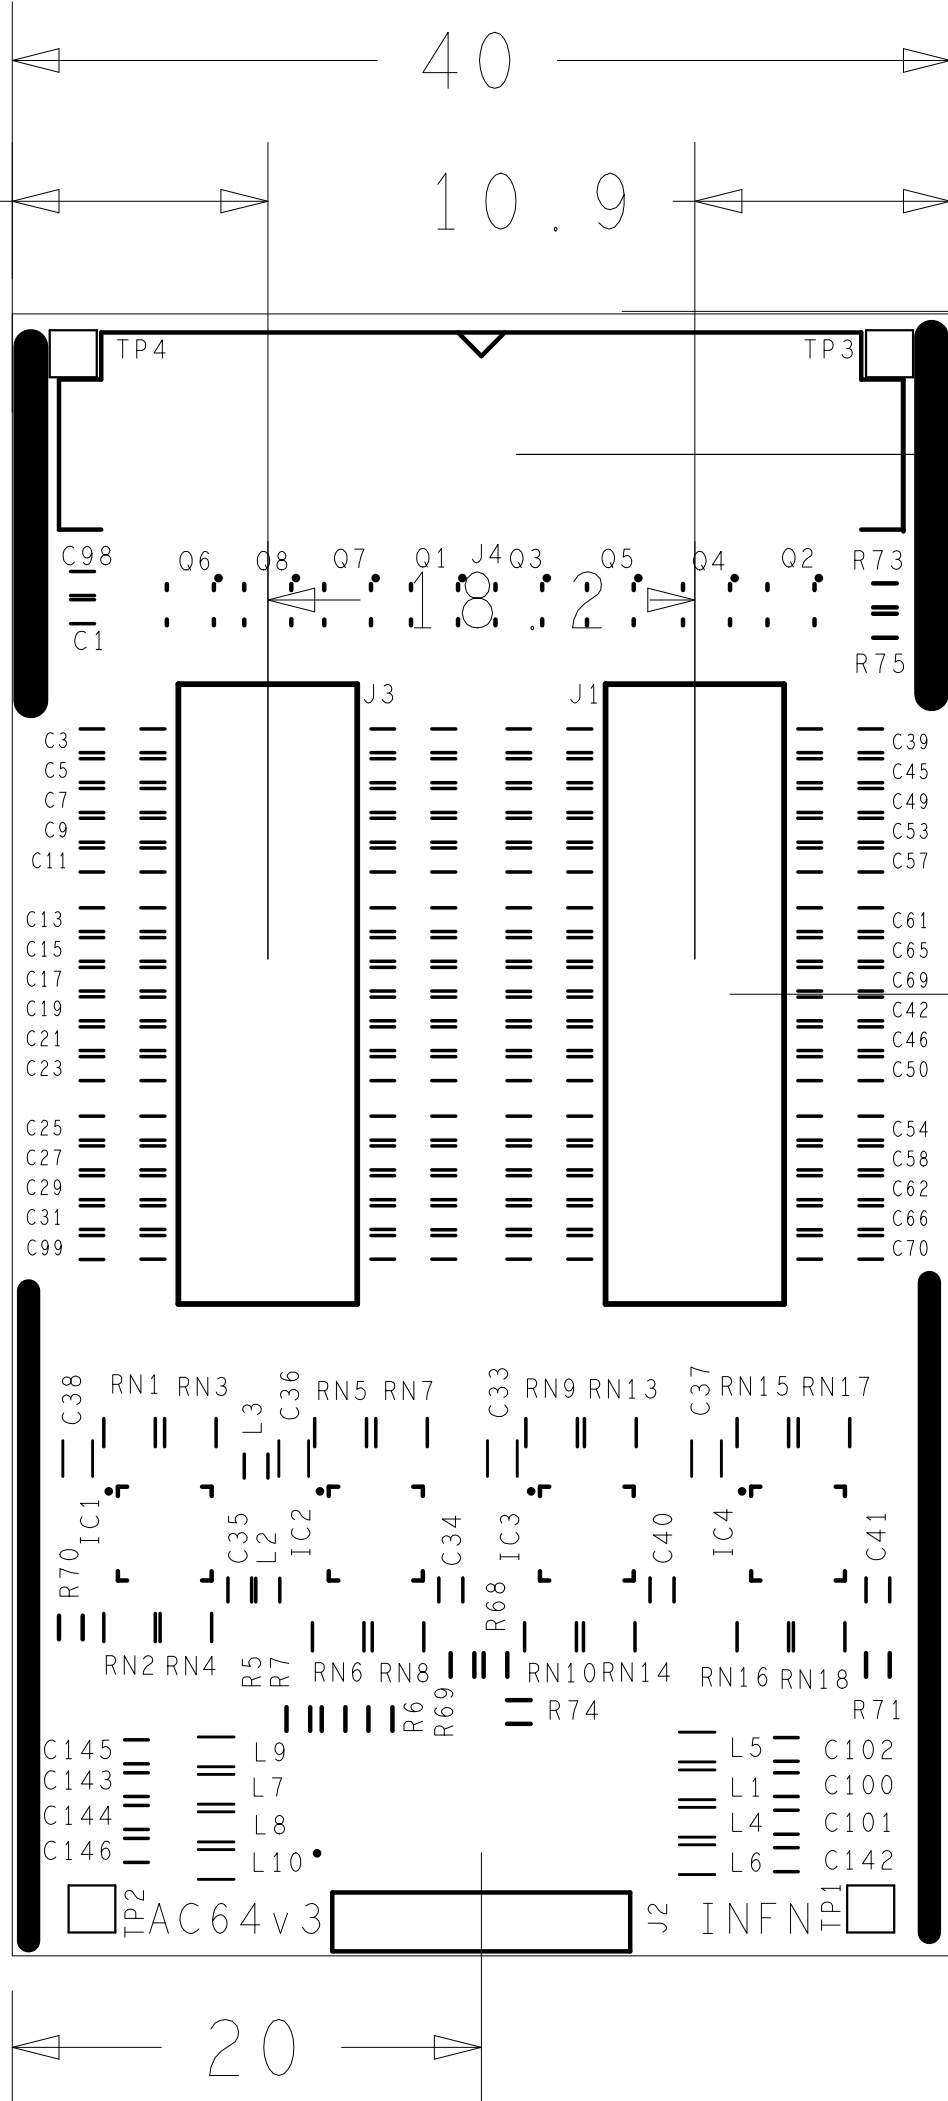 40
10.9
TP4 TP3
C98 Q6 Q8 Q7 Q1 J4 Q3 Q5 Q4 Q2 R73
18.2
C1 R75
J3 J1
C3 C39
C5 C45
C7 C49
C9 C53
C11 C57
C13 C61
C15 C65
C17 C69
C19 C42
C21 C46
C23 C50
C25 C54
C27 C58
C29 C62
C31 C66
C99 C70
C38 RN1 RN3 L3 C36 RN5 RN7 C33 RN9 RN13 C37 RN15 RN17
IC1 C35 L2 IC2 C34 IC3 C40 IC4 C41
R70 R68
RN2 RN4 R5 R7 RN6 RN8 RN10 RN14 RN16 RN18
R6 R69 R74 R71
C145 L9 L5 C102
C143 L7 L1 C100
C144 L8 L4 C101
C146 L10 L6 C142
TP2 AC64v3 J2 INFN TP1
20